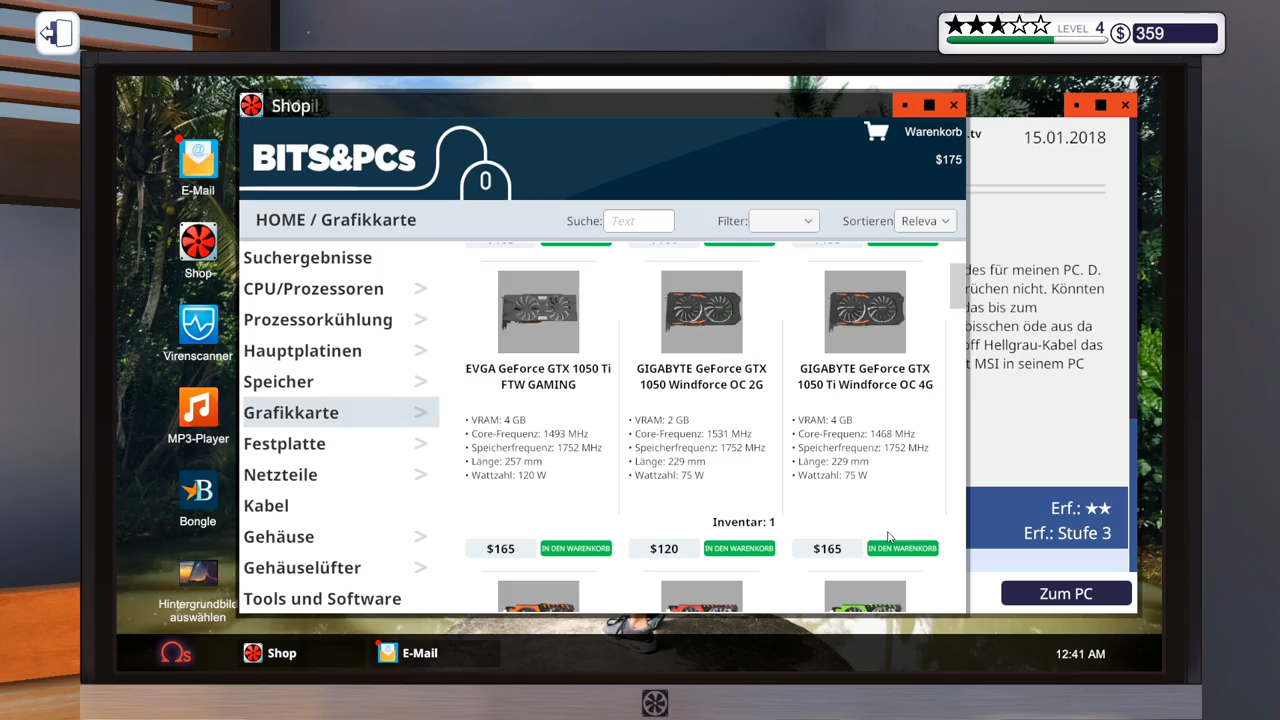 LEVEL 4
$ 359
Shop
.tv
15.01.2018
BITS&PCs
Warenkorb
$175
HOME / Grafikkarte
Suche: Text
Filter:
Sortieren Releva
E-Mail
Shop
Virenscanner
MP3-Player
Bongle
Hintergrundbild
auswählen
Suchergebnisse
CPU/Prozessoren >
Prozessorkühlung >
Hauptplatinen >
Speicher >
Grafikkarte >
Festplatte >
Netzteile >
Kabel
Gehäuse >
Gehäuselüfter >
Tools und Software
EVGA GeForce GTX 1050 Ti
FTW GAMING
• VRAM: 4 GB
• Core-Frequenz: 1493 MHz
• Speicherfrequenz: 1752 MHz
• Länge: 257 mm
• Wattzahl: 120 W
$165 IN DEN WARENKORB
GIGABYTE GeForce GTX
1050 Windforce OC 2G
• VRAM: 2 GB
• Core-Frequenz: 1531 MHz
• Speicherfrequenz: 1752 MHz
• Länge: 229 mm
• Wattzahl: 75 W
Inventar: 1
$120 IN DEN WARENKORB
GIGABYTE GeForce GTX
1050 Ti Windforce OC 4G
• VRAM: 4 GB
• Core-Frequenz: 1468 MHz
• Speicherfrequenz: 1752 MHz
• Länge: 229 mm
• Wattzahl: 75 W
$165 IN DEN WARENKORB
des für meinen PC. D.
rüchen nicht. Könnten
das bis zum
bisschen öde aus da
off Hellgrau-Kabel das
t MSI in seinem PC
Erf.: ★★
Erf.: Stufe 3
Zum PC
Ωs
Shop
E-Mail
12:41 AM